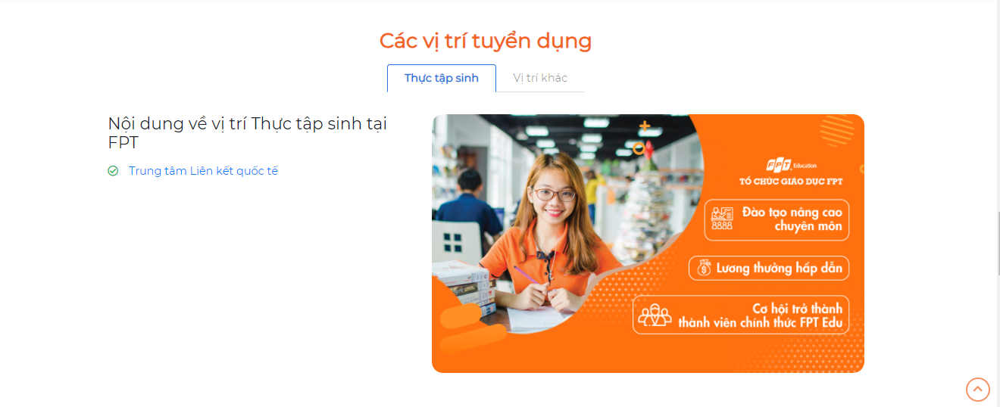 Các vị trí tuyển dụng
Thực tập sinh
Vị trí khác
Nội dung về vị trí Thực tập sinh tại
FPT
Trung tâm Liên kết quốc tế
FPT Education
TỔ CHỨC GIÁO DỤC FPT
Đào tạo nâng cao
chuyên môn
Lương thưởng hấp dẫn
Cơ hội trở thành
thành viên chính thức FPT Edu